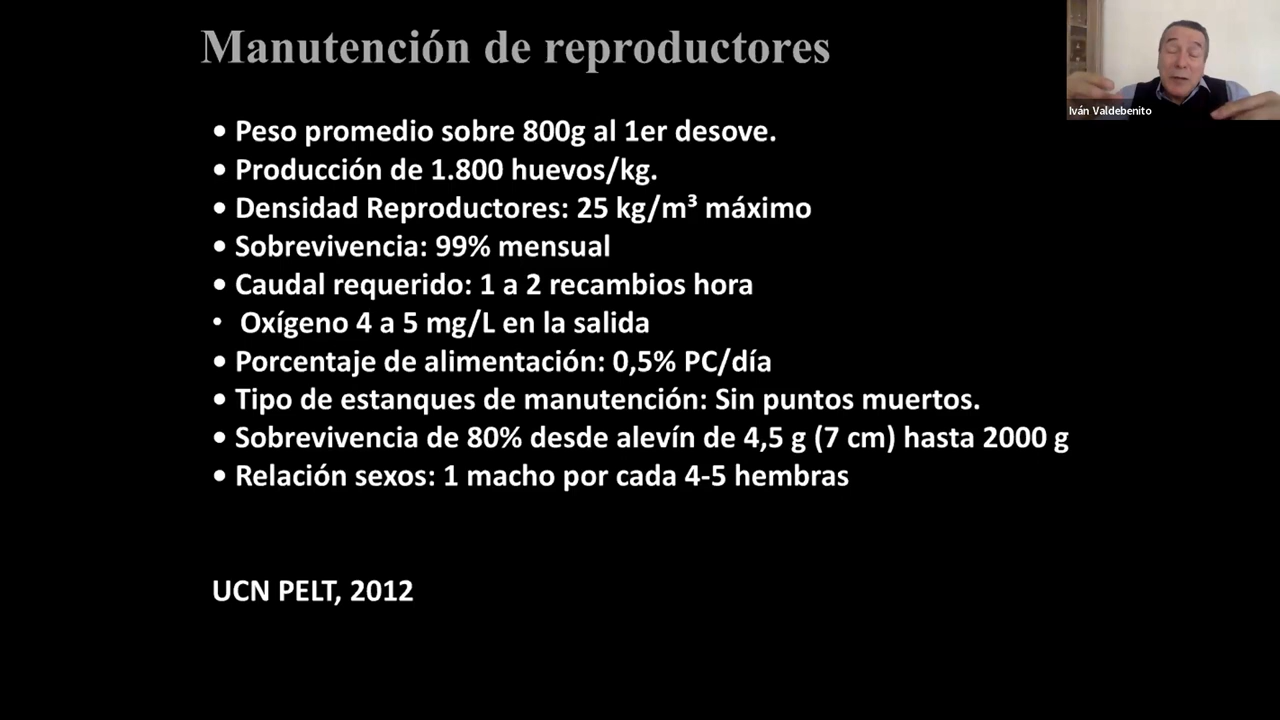 Manutención de reproductores
Iván Valdebenito
• Peso promedio sobre 800g al 1er desove.
• Producción de 1.800 huevos/kg.
• Densidad Reproductores: 25 kg/m³ máximo
• Sobrevivencia: 99% mensual
• Caudal requerido: 1 a 2 recambios hora
• Oxígeno 4 a 5 mg/L en la salida
• Porcentaje de alimentación: 0,5% PC/día
• Tipo de estanques de manutención: Sin puntos muertos.
• Sobrevivencia de 80% desde alevín de 4,5 g (7 cm) hasta 2000 g
• Relación sexos: 1 macho por cada 4-5 hembras
UCN PELT, 2012